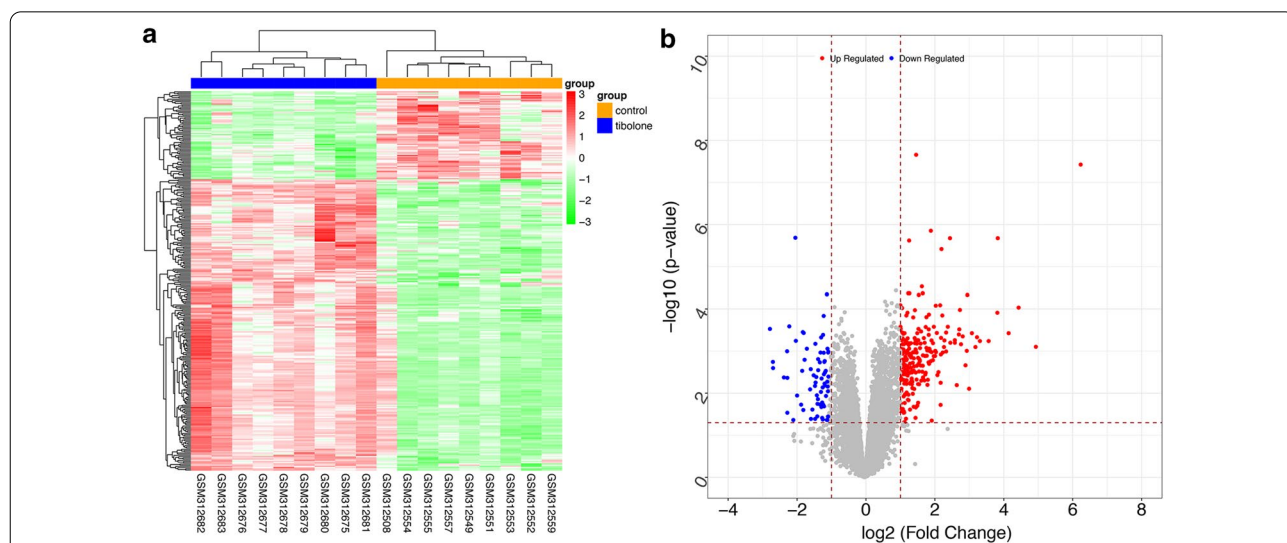 a
group
3
2
1
0
−1
−2
−3
group
control
tibolone
GSM312682
GSM312683
GSM312676
GSM312677
GSM312678
GSM312679
GSM312680
GSM312675
GSM312681
GSM312508
GSM312554
GSM312555
GSM312557
GSM312549
GSM312551
GSM312553
GSM312552
GSM312559
b
Up Regulated Down Regulated
−log10 (p−value)
10
8
6
4
2
0
−4 −2 0 2 4 6 8
log2 (Fold Change)